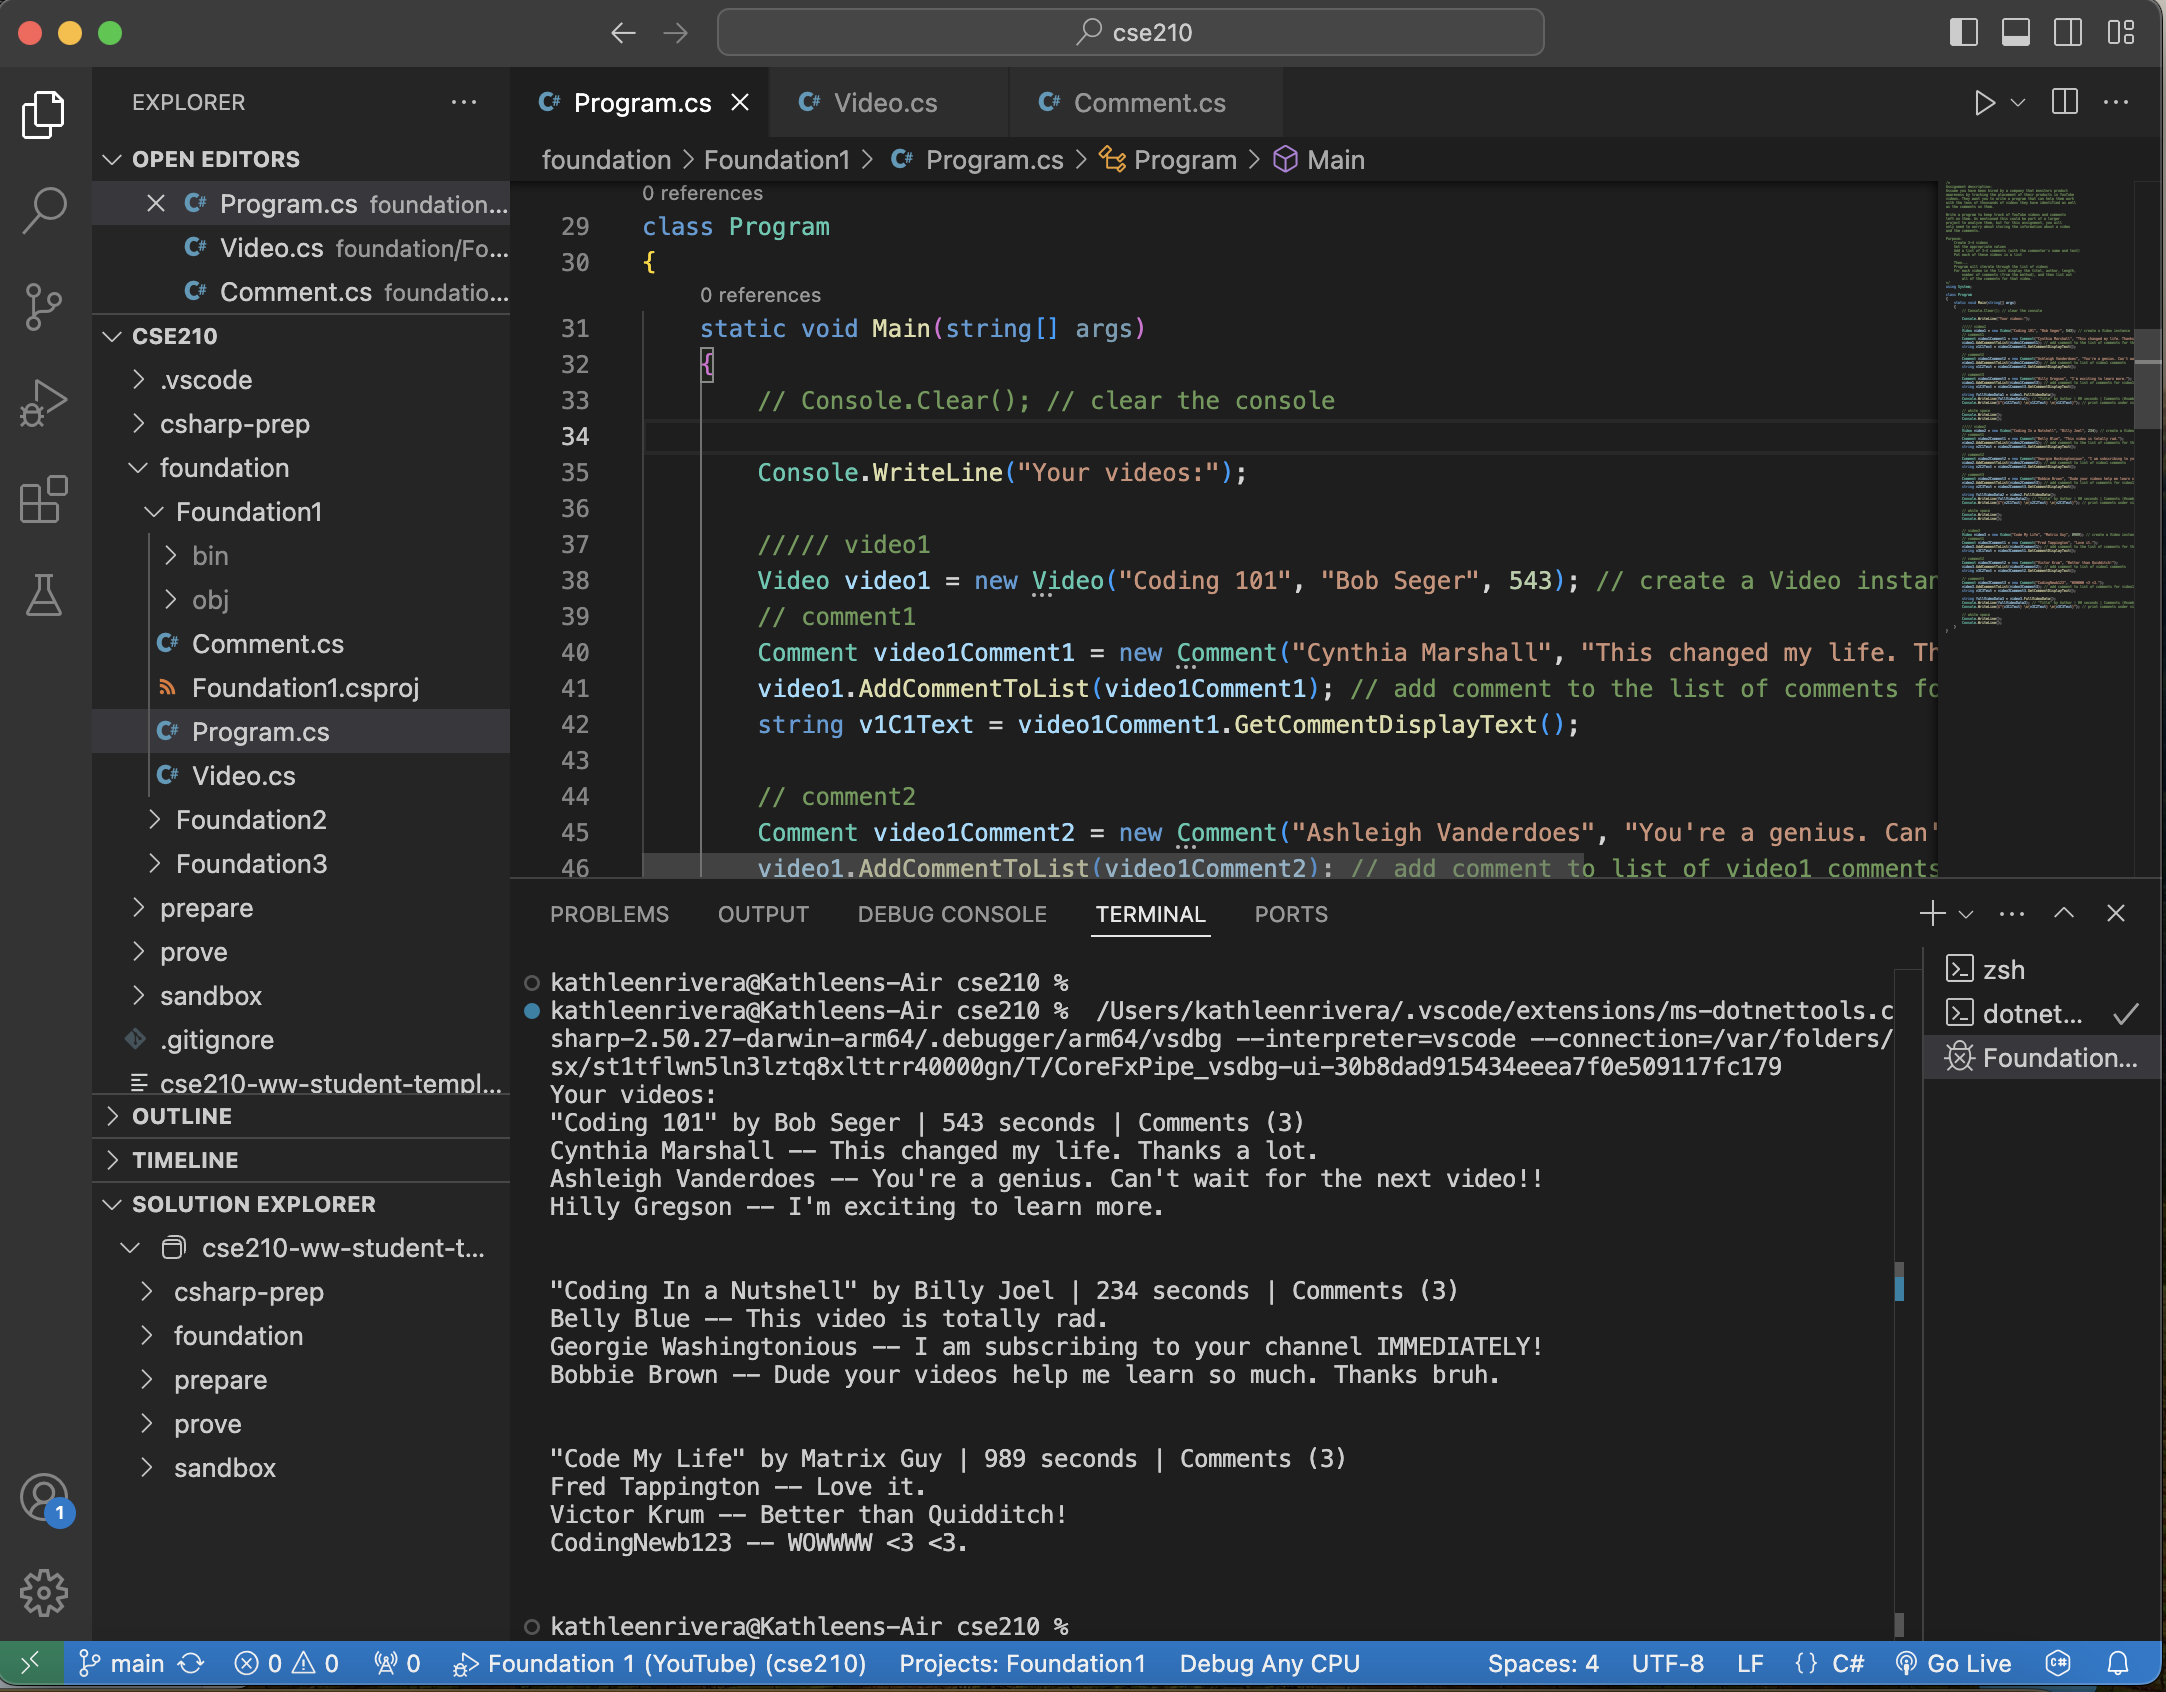 cse210
EXPLORER
OPEN EDITORS
Program.cs foundation...
Video.cs foundation/Fo...
Comment.cs foundatio...
CSE210
.vscode
csharp-prep
foundation
Foundation1
bin
obj
Comment.cs
Foundation1.csproj
Program.cs
Video.cs
Foundation2
Foundation3
prepare
prove
sandbox
.gitignore
cse210-ww-student-templ...
OUTLINE
TIMELINE
SOLUTION EXPLORER
cse210-ww-student-t...
csharp-prep
foundation
prepare
prove
sandbox
1
Program.cs Video.cs Comment.cs
foundation > Foundation1 > Program.cs > Program > Main
0 references
29 class Program
30 {
0 references
31 static void Main(string[] args)
32 {
33 // Console.Clear(); // clear the console
34
35 Console.WriteLine("Your videos:");
36
37 ///// video1
38 Video video1 = new Video("Coding 101", "Bob Seger", 543); // create a Video instan
39 // comment1
40 Comment video1Comment1 = new Comment("Cynthia Marshall", "This changed my life. Th
41 video1.AddCommentToList(video1Comment1); // add comment to the list of comments fo
42 string v1C1Text = video1Comment1.GetCommentDisplayText();
43
44 // comment2
45 Comment video1Comment2 = new Comment("Ashleigh Vanderdoes", "You're a genius. Can'
46 video1.AddCommentToList(video1Comment2); // add comment to list of video1 comments
PROBLEMS OUTPUT DEBUG CONSOLE TERMINAL PORTS
kathleenrivera@Kathleens-Air cse210 %
kathleenrivera@Kathleens-Air cse210 % /Users/kathleenrivera/.vscode/extensions/ms-dotnettools.c
sharp-2.50.27-darwin-arm64/.debugger/arm64/vsdbg --interpreter=vscode --connection=/var/folders/
sx/st1tflwn5ln3lztq8xlttrr40000gn/T/CoreFxPipe_vsdbg-ui-30b8dad915434eeea7f0e509117fc179
Your videos:
"Coding 101" by Bob Seger | 543 seconds | Comments (3)
Cynthia Marshall -- This changed my life. Thanks a lot.
Ashleigh Vanderdoes -- You're a genius. Can't wait for the next video!!
Hilly Gregson -- I'm exciting to learn more.
"Coding In a Nutshell" by Billy Joel | 234 seconds | Comments (3)
Belly Blue -- This video is totally rad.
Georgie Washingtonious -- I am subscribing to your channel IMMEDIATELY!
Bobbie Brown -- Dude your videos help me learn so much. Thanks bruh.
"Code My Life" by Matrix Guy | 989 seconds | Comments (3)
Fred Tappington -- Love it.
Victor Krum -- Better than Quidditch!
CodingNewb123 -- WOWWWW <3 <3.
kathleenrivera@Kathleens-Air cse210 %
zsh
dotnet...
Foundation...
main 0 0 0 Foundation 1 (YouTube) (cse210) Projects: Foundation1 Debug Any CPU Spaces: 4 UTF-8 LF {} C# Go Live